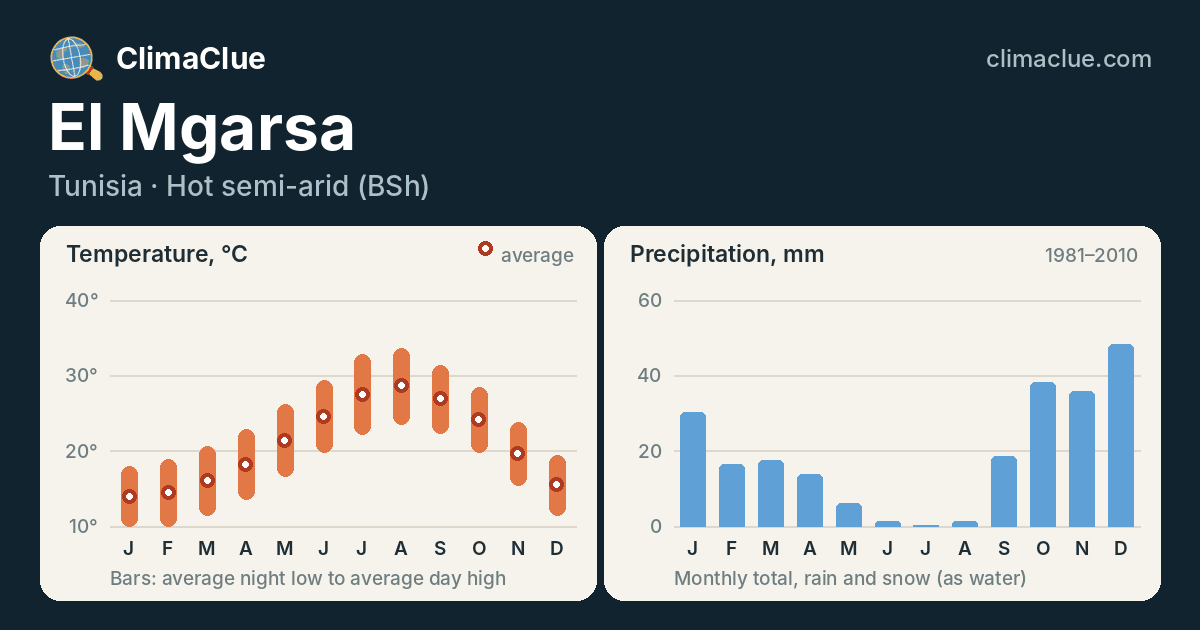 ClimaClue
climaclue.com
El Mgarsa
Tunisia · Hot semi-arid (BSh)
Temperature, °C
average
40°
30°
20°
10°
J F M A M J J A S O N D
Bars: average night low to average day high
Precipitation, mm
1981–2010
60
40
20
0
J F M A M J J A S O N D
Monthly total, rain and snow (as water)